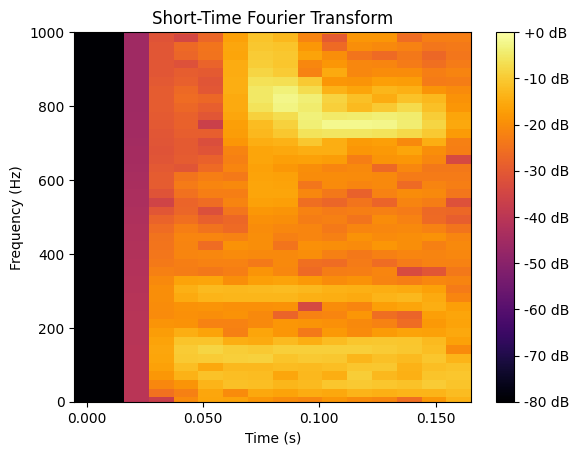 Short-Time Fourier Transform
1000
800
600
400
200
0
Frequency (Hz)
0.000
0.050
0.100
0.150
Time (s)
+0 dB
-10 dB
-20 dB
-30 dB
-40 dB
-50 dB
-60 dB
-70 dB
-80 dB